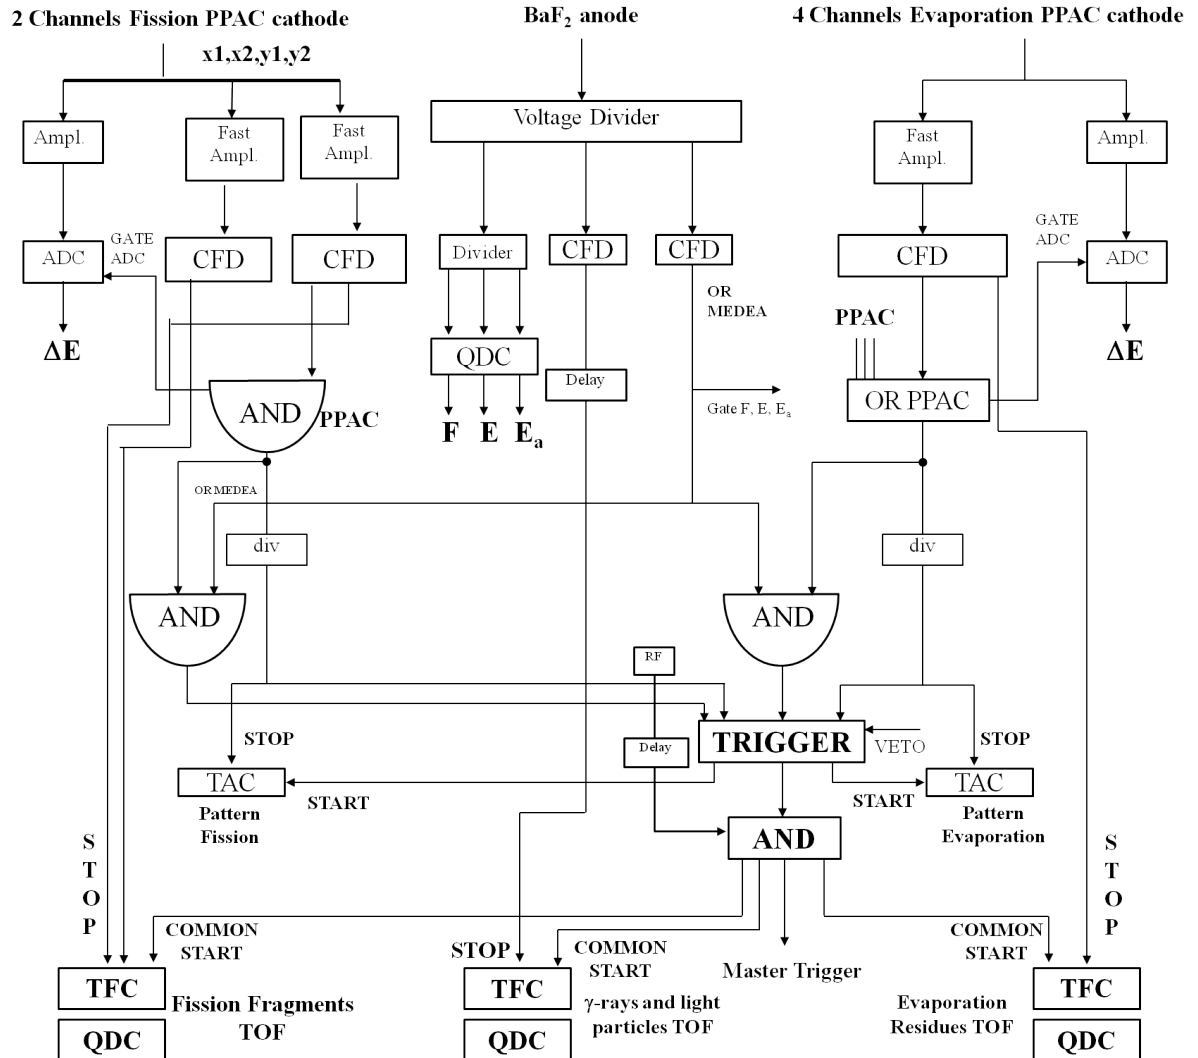 2 Channels Fission PPAC cathode
BaF2 anode
4 Channels Evaporation PPAC cathode
x1,x2,y1,y2
Ampl.
Fast
Ampl.
Fast
Ampl.
Voltage Divider
Fast
Ampl.
Ampl.
GATE
ADC
ADC
CFD
CFD
Divider
CFD
CFD
CFD
GATE
ADC
ADC
OR
MEDEA
PPAC
ΔE
QDC
Delay
ΔE
AND
PPAC
F
E
Ea
Gate F, E, Ea
OR PPAC
OR MEDEA
div
div
AND
AND
RF
STOP
Delay
TRIGGER
VETO
STOP
TAC
START
START
TAC
Pattern
Fission
Pattern
Evaporation
AND
S
T
O
P
S
T
O
P
COMMON
START
STOP
COMMON
START
Master Trigger
COMMON
START
TFC
Fission Fragments
TOF
TFC
γ-rays and light
particles TOF
Evaporation
Residues TOF
TFC
QDC
QDC
QDC